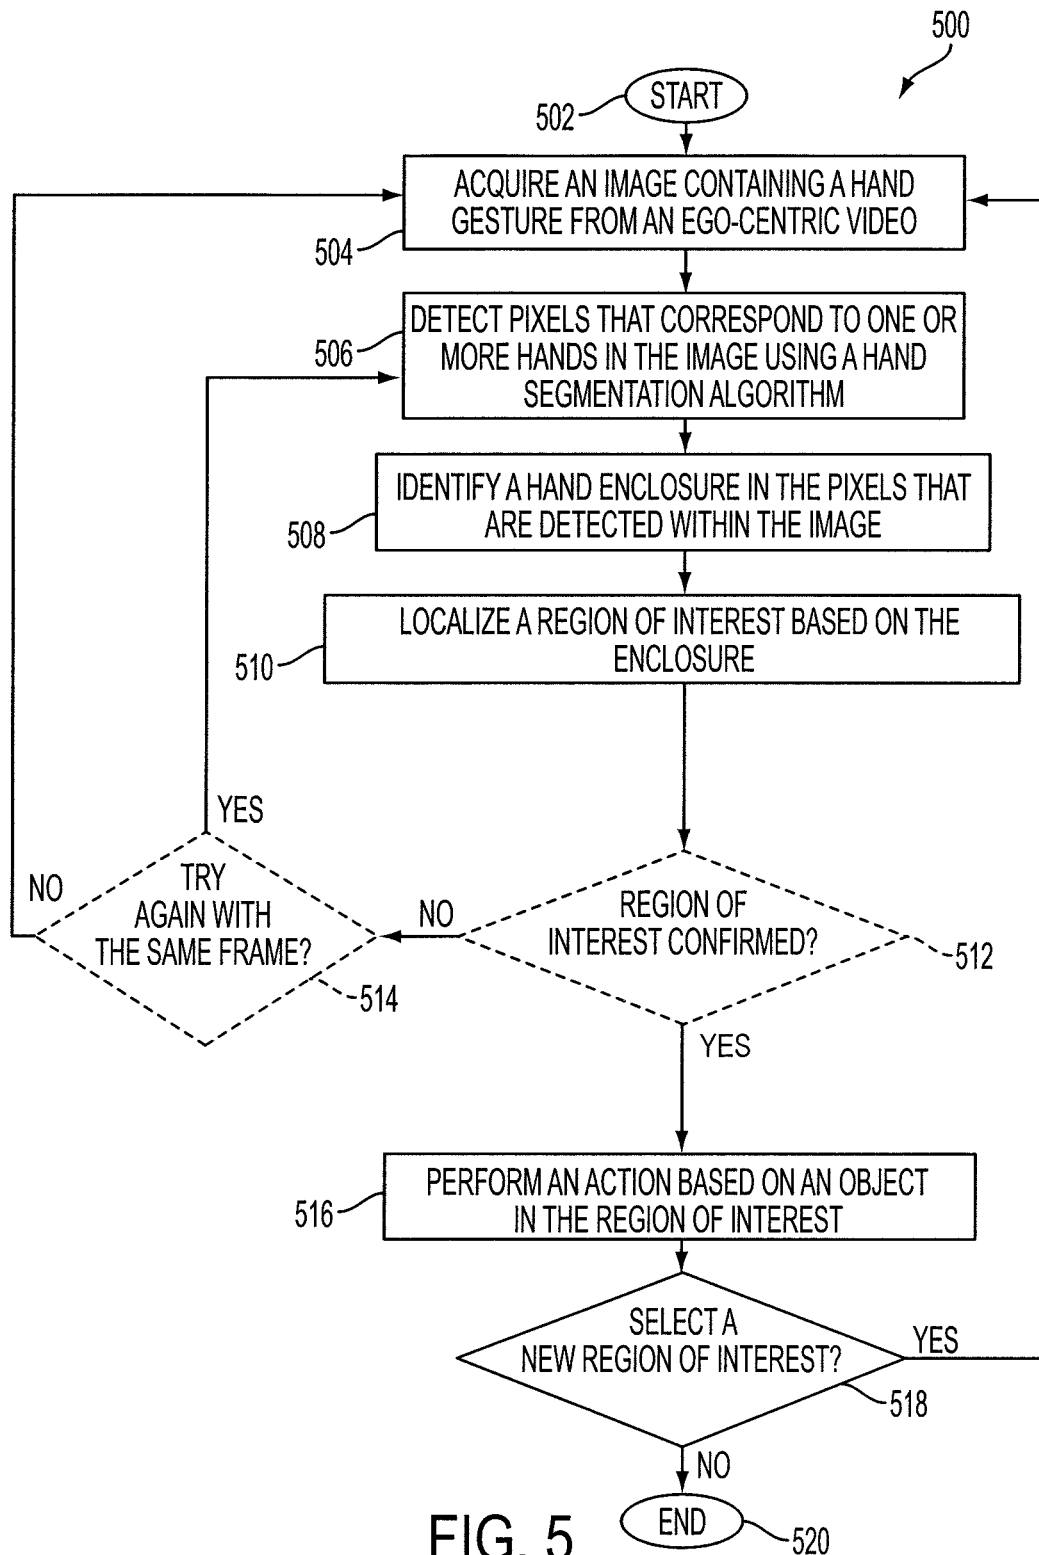 500
START
502
ACQUIRE AN IMAGE CONTAINING A HAND
GESTURE FROM AN EGO-CENTRIC VIDEO
504
DETECT PIXELS THAT CORRESPOND TO ONE OR
MORE HANDS IN THE IMAGE USING A HAND
SEGMENTATION ALGORITHM
506
IDENTIFY A HAND ENCLOSURE IN THE PIXELS THAT
ARE DETECTED WITHIN THE IMAGE
508
LOCALIZE A REGION OF INTEREST BASED ON THE
ENCLOSURE
510
YES
NO
TRY
AGAIN WITH
THE SAME FRAME?
514
NO
REGION OF
INTEREST CONFIRMED?
512
YES
PERFORM AN ACTION BASED ON AN OBJECT
IN THE REGION OF INTEREST
516
SELECT A
NEW REGION OF INTEREST?
YES
518
NO
END
520
FIG. 5